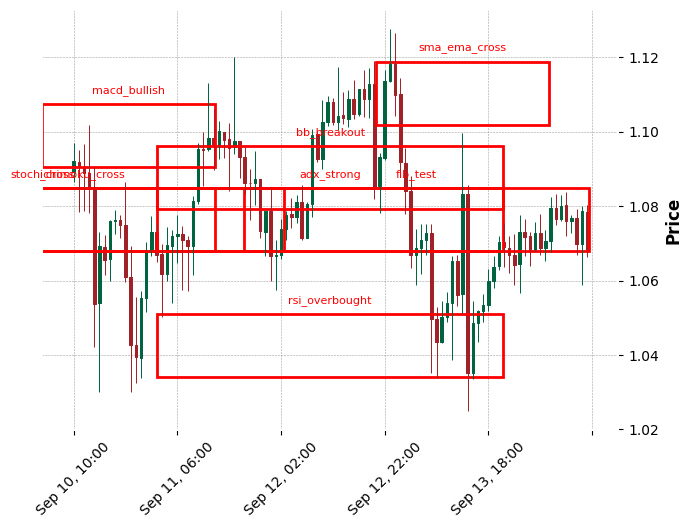 sma_ema_cross
macd_bullish
bb_breakout
adx_strong
fib_test
rsi_overbought
1.12
1.10
1.08
1.06
1.04
1.02
Price
Sep 10, 10:00
Sep 11, 06:00
Sep 12, 02:00
Sep 12, 22:00
Sep 13, 18:00